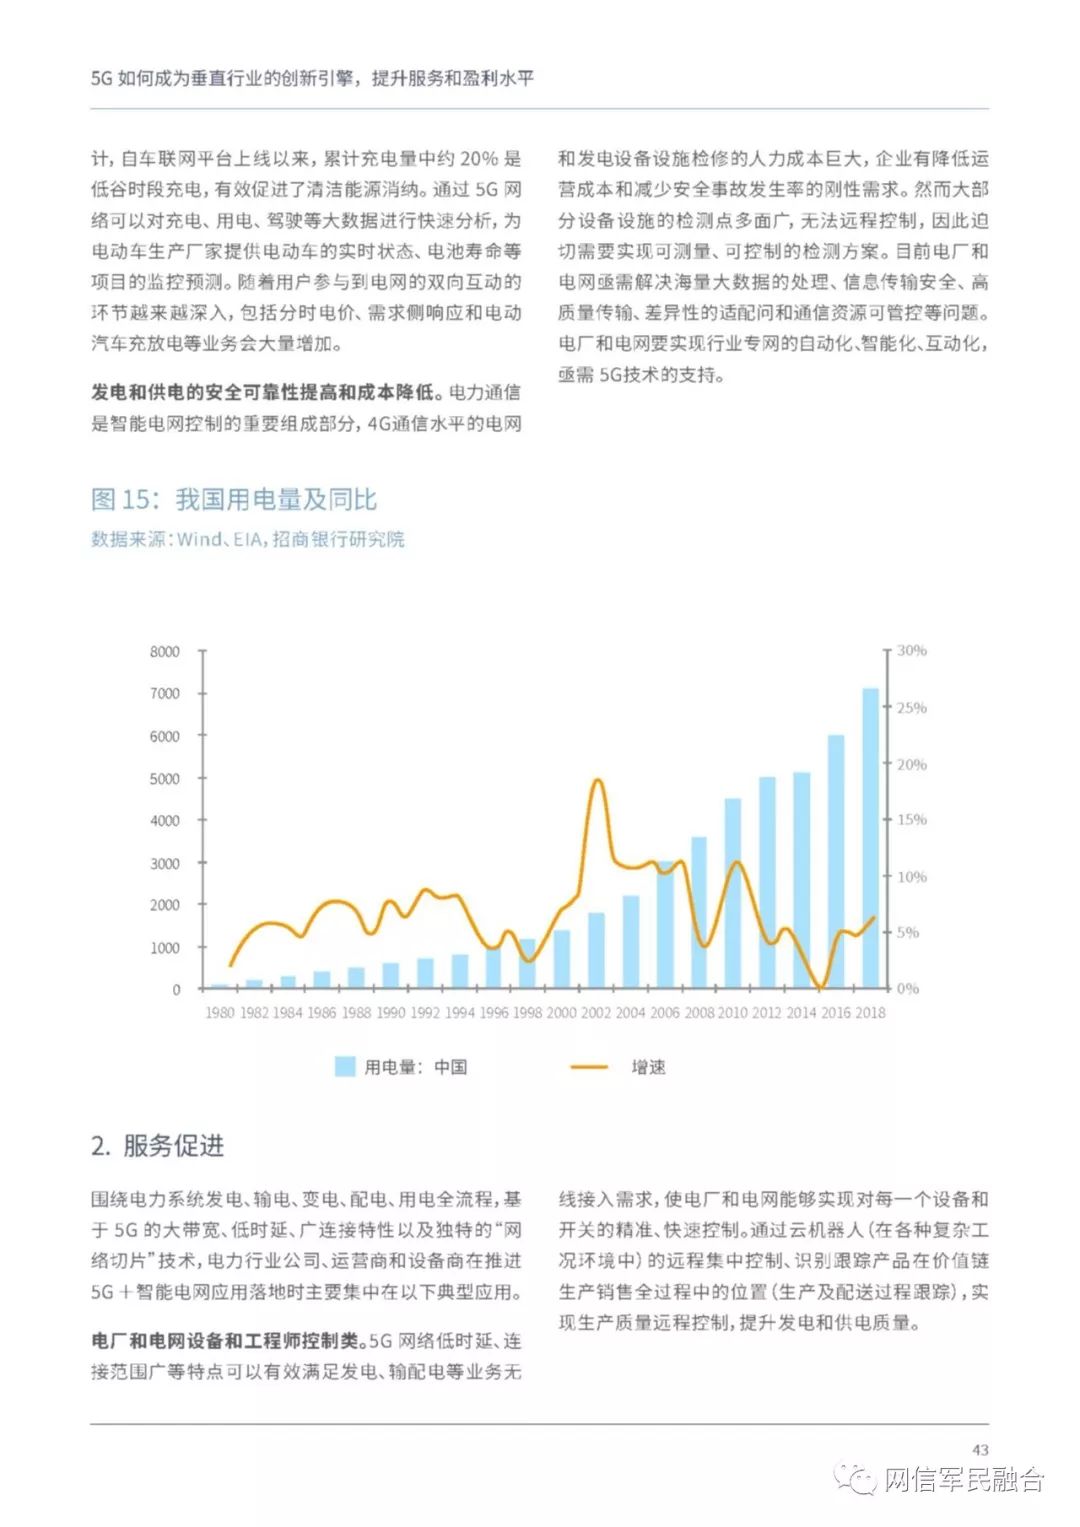 5G 如何成为垂直行业的创新引擎，提升服务和盈利水平
计，自车联网平台上线以来，累计充电量中约 20% 是
低谷时段充电，有效促进了清洁能源消纳。通过 5G 网
络可以对充电、用电、驾驶等大数据进行快速分析，为
电动车生产厂家提供电动车的实时状态、电池寿命等
项目的监控预测。随着用户参与到电网的双向互动的
环节越来越深入，包括分时电价、需求侧响应和电动
汽车充放电等业务会大量增加。
发电和供电的安全可靠性提高和成本降低。电力通信
是智能电网控制的重要组成部分，4G通信水平的电网
和发电设备设施检修的人力成本巨大，企业有降低运
营成本和减少安全事故发生率的刚性需求。然而大部
分设备设施的检测点多面广，无法远程控制，因此迫
切需要实现可测量、可控制的检测方案。目前电厂和
电网亟需解决海量大数据的处理、信息传输安全、高
质量传输、差异性的适配问和通信资源可管控等问题。
电厂和电网要实现行业专网的自动化、智能化、互动化，
亟需 5G技术的支持。
图 15：我国用电量及同比
数据来源：Wind、EIA，招商银行研究院
8000
7000
6000
5000
4000
3000
2000
1000
0
30%
25%
20%
15%
10%
5%
0%
1980 1982 1984 1986 1988 1990 1992 1994 1996 1998 2000 2002 2004 2006 2008 2010 2012 2014 2016 2018
用电量：中国 增速
2. 服务促进
围绕电力系统发电、输电、变电、配电、用电全流程，基
于 5G 的大带宽、低时延、广连接特性以及独特的“网
络切片”技术，电力行业公司、运营商和设备商在推进
5G＋智能电网应用落地时主要集中在以下典型应用。
电厂和电网设备和工程师控制类。5G 网络低时延、连
接范围广等特点可以有效满足发电、输配电等业务无
线接入需求，使电厂和电网能够实现对每一个设备和
开关的精准、快速控制。通过云机器人（在各种复杂工
况环境中）的远程集中控制、识别跟踪产品在价值链
生产销售全过程中的位置（生产及配送过程跟踪），实
现生产质量远程控制，提升发电和供电质量。
43
网信军民融合